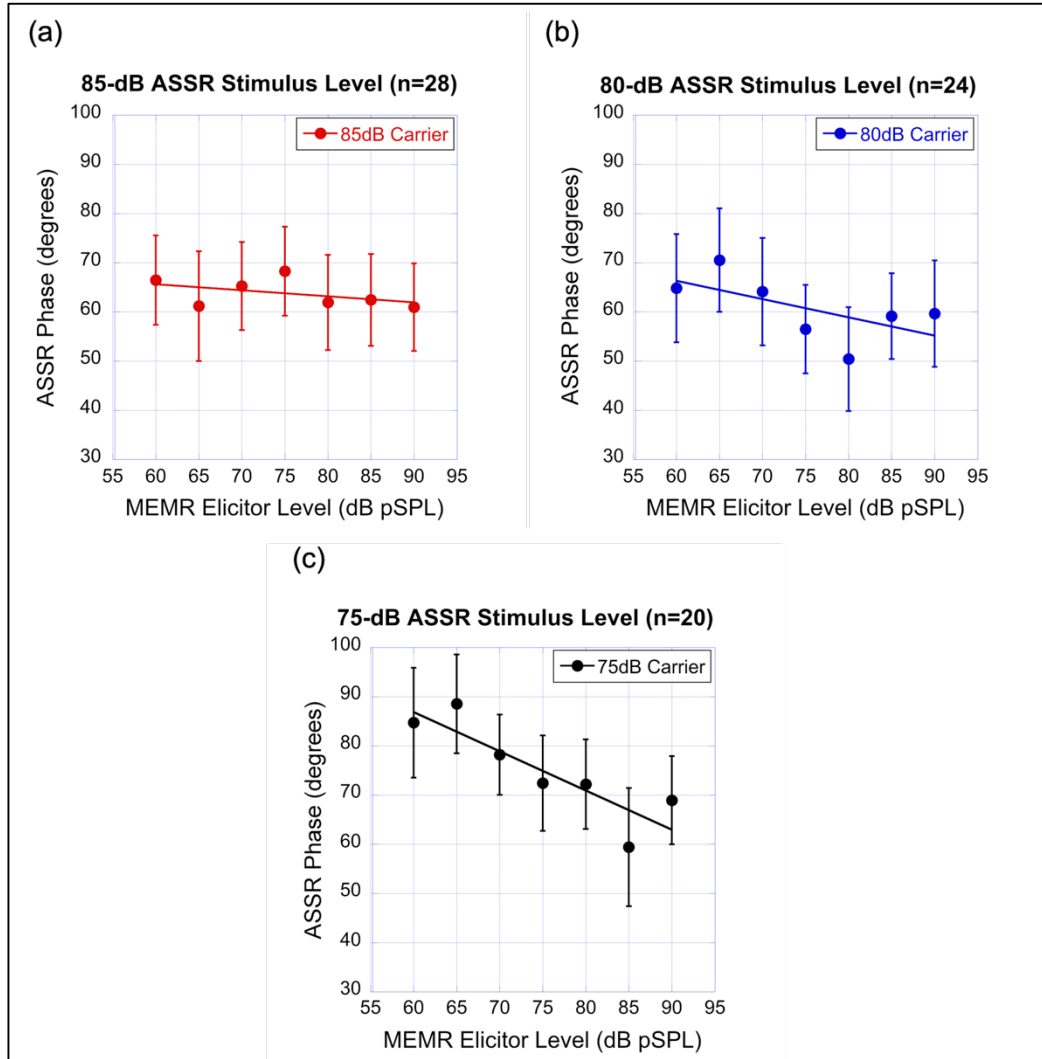 (a)
85-dB ASSR Stimulus Level (n=28)
85dB Carrier
100
90
80
70
60
50
40
30
ASSR Phase (degrees)
55 60 65 70 75 80 85 90 95
MEMR Elicitor Level (dB pSPL)
(b)
80-dB ASSR Stimulus Level (n=24)
80dB Carrier
100
90
80
70
60
50
40
30
ASSR Phase (degrees)
55 60 65 70 75 80 85 90 95
MEMR Elicitor Level (dB pSPL)
(c)
75-dB ASSR Stimulus Level (n=20)
75dB Carrier
100
90
80
70
60
50
40
30
ASSR Phase (degrees)
55 60 65 70 75 80 85 90 95
MEMR Elicitor Level (dB pSPL)